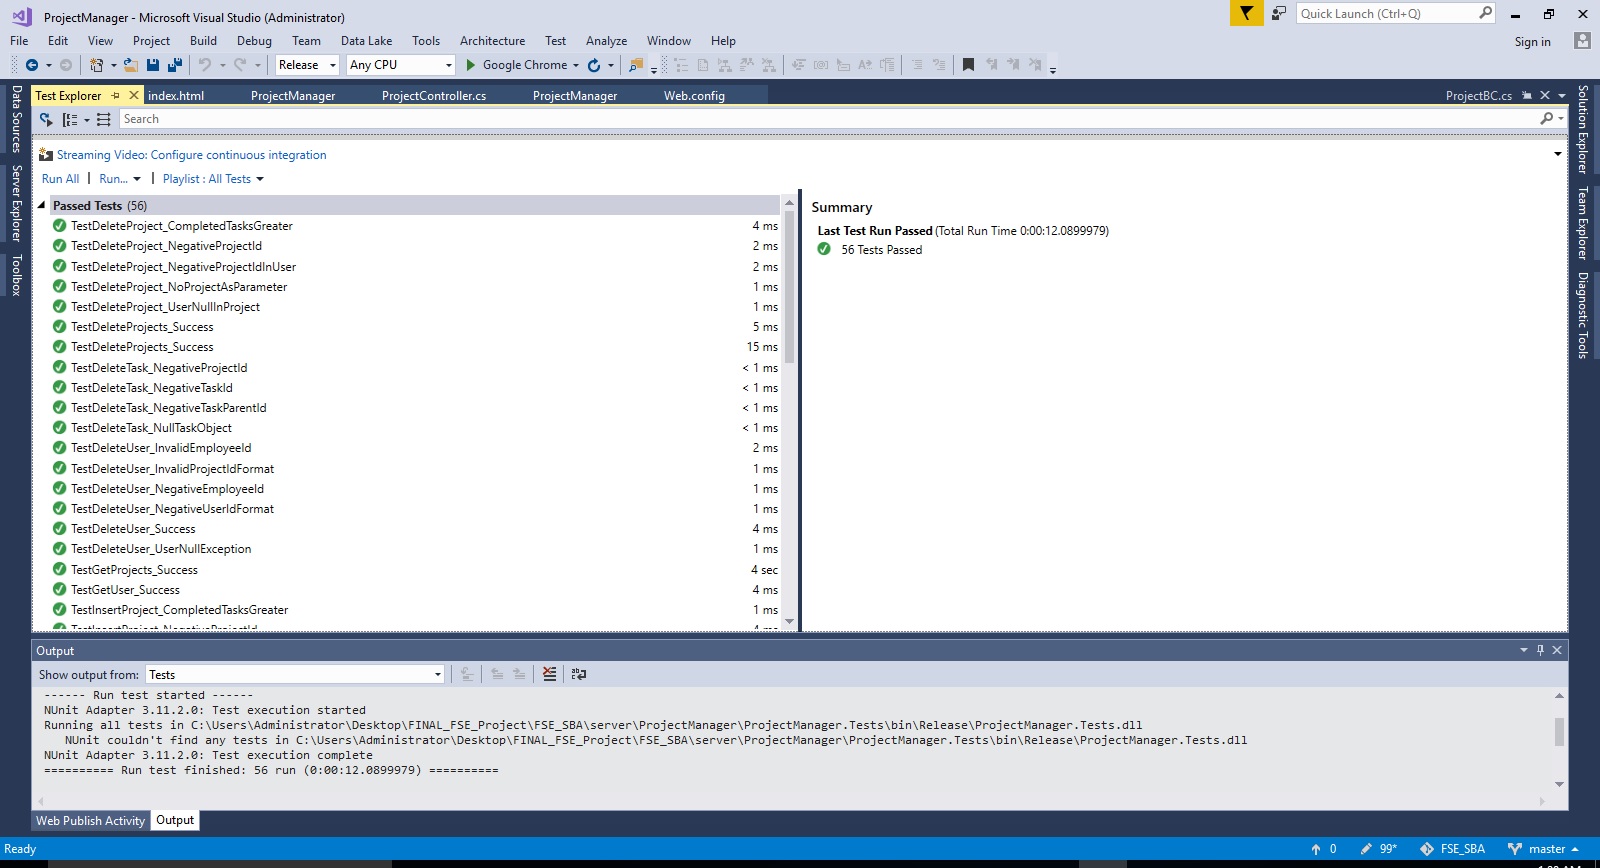 ProjectManager - Microsoft Visual Studio (Administrator)
Quick Launch (Ctrl+Q)
File Edit View Project Build Debug Team Data Lake Tools Architecture Test Analyze Window Help
Sign in
Release Any CPU Google Chrome
Test Explorer index.html ProjectManager ProjectController.cs ProjectManager Web.config ProjectBC.cs
Data Sources
Server Explorer
Toolbox
Solution Explorer
Team Explorer
Diagnostic Tools
Search
Streaming Video: Configure continuous integration
Run All | Run... | Playlist : All Tests
Passed Tests (56)
TestDeleteProject_CompletedTasksGreater 4 ms
TestDeleteProject_NegativeProjectId 2 ms
TestDeleteProject_NegativeProjectIdInUser 2 ms
TestDeleteProject_NoProjectAsParameter 1 ms
TestDeleteProject_UserNullInProject 1 ms
TestDeleteProjects_Success 5 ms
TestDeleteProjects_Success 15 ms
TestDeleteTask_NegativeProjectId < 1 ms
TestDeleteTask_NegativeTaskId < 1 ms
TestDeleteTask_NegativeTaskParentId < 1 ms
TestDeleteTask_NullTaskObject < 1 ms
TestDeleteUser_InvalidEmployeeId 2 ms
TestDeleteUser_InvalidProjectIdFormat 1 ms
TestDeleteUser_NegativeEmployeeId 1 ms
TestDeleteUser_NegativeUserIdFormat 1 ms
TestDeleteUser_Success 4 ms
TestDeleteUser_UserNullException 1 ms
TestGetProjects_Success 4 sec
TestGetUser_Success 4 ms
TestInsertProject_CompletedTasksGreater 1 ms
TestInsertProject_NegativeProjectId 4 ms
Summary
Last Test Run Passed (Total Run Time 0:00:12.0899979)
56 Tests Passed
Output
Show output from: Tests
------ Run test started ------
NUnit Adapter 3.11.2.0: Test execution started
Running all tests in C:\Users\Administrator\Desktop\FINAL_FSE_Project\FSE_SBA\server\ProjectManager\ProjectManager.Tests\bin\Release\ProjectManager.Tests.dll
NUnit couldn't find any tests in C:\Users\Administrator\Desktop\FINAL_FSE_Project\FSE_SBA\server\ProjectManager\ProjectManager.Tests\bin\Release\ProjectManager.Tests.dll
NUnit Adapter 3.11.2.0: Test execution complete
========== Run test finished: 56 run (0:00:12.0899979) ==========
Web Publish Activity Output
Ready 0 99* FSE_SBA master